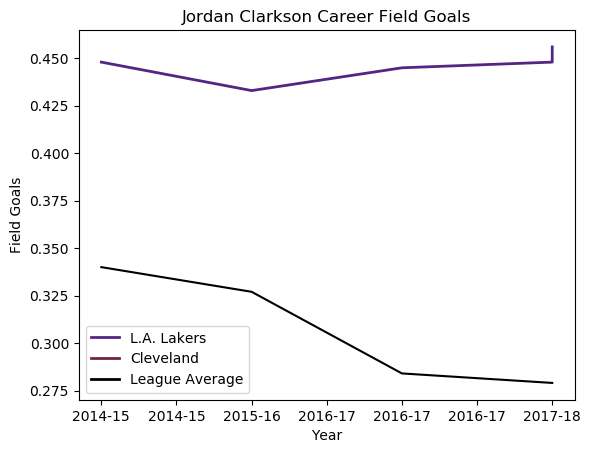 Jordan Clarkson Career Field Goals
0.450
0.425
0.400
0.375
0.350
0.325
0.300
0.275
Field Goals
L.A. Lakers
Cleveland
League Average
2014-15 2014-15 2015-16 2016-17 2016-17 2016-17 2017-18
Year